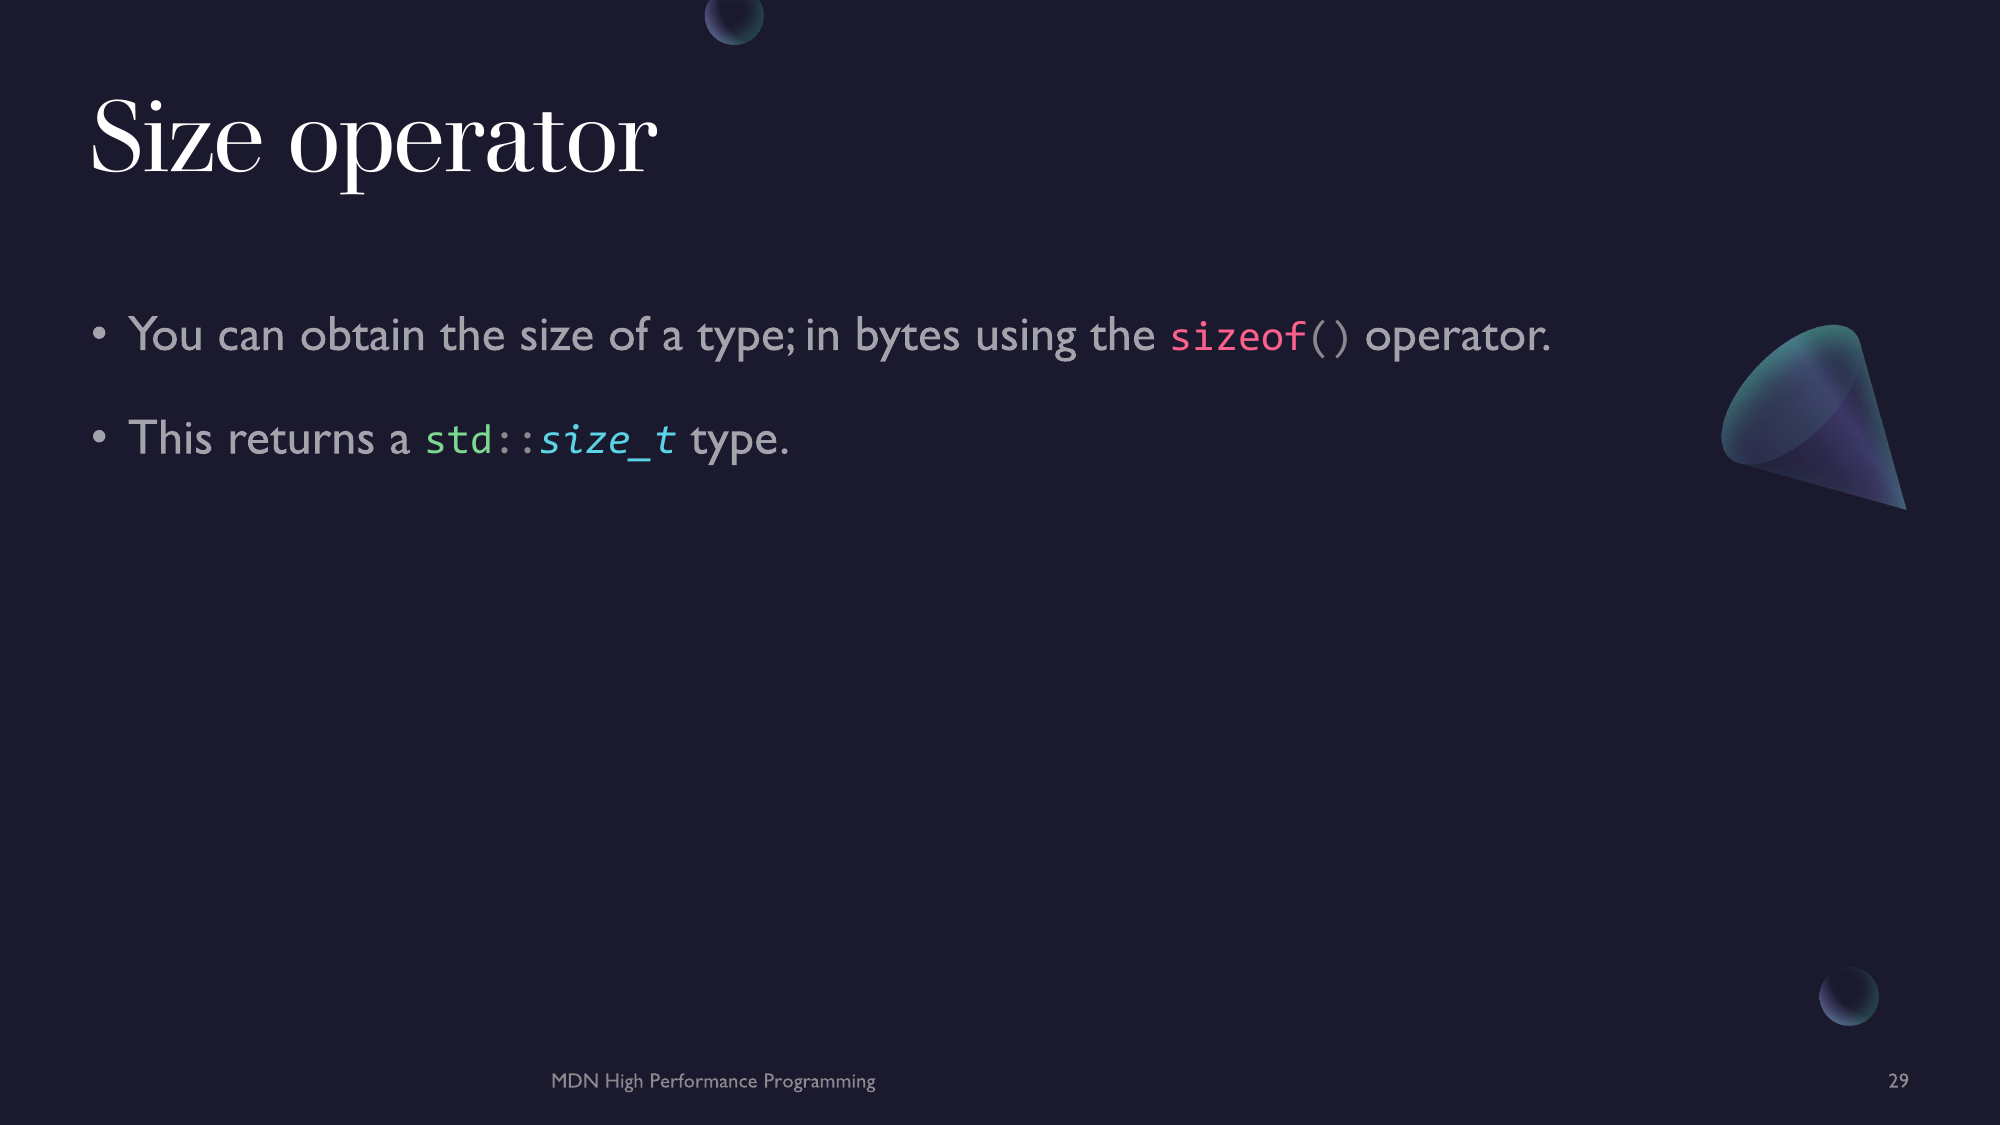 Size operator
• You can obtain the size of a type; in bytes using the sizeof() operator.
• This returns a std::size_t type.
MDN High Performance Programming
29